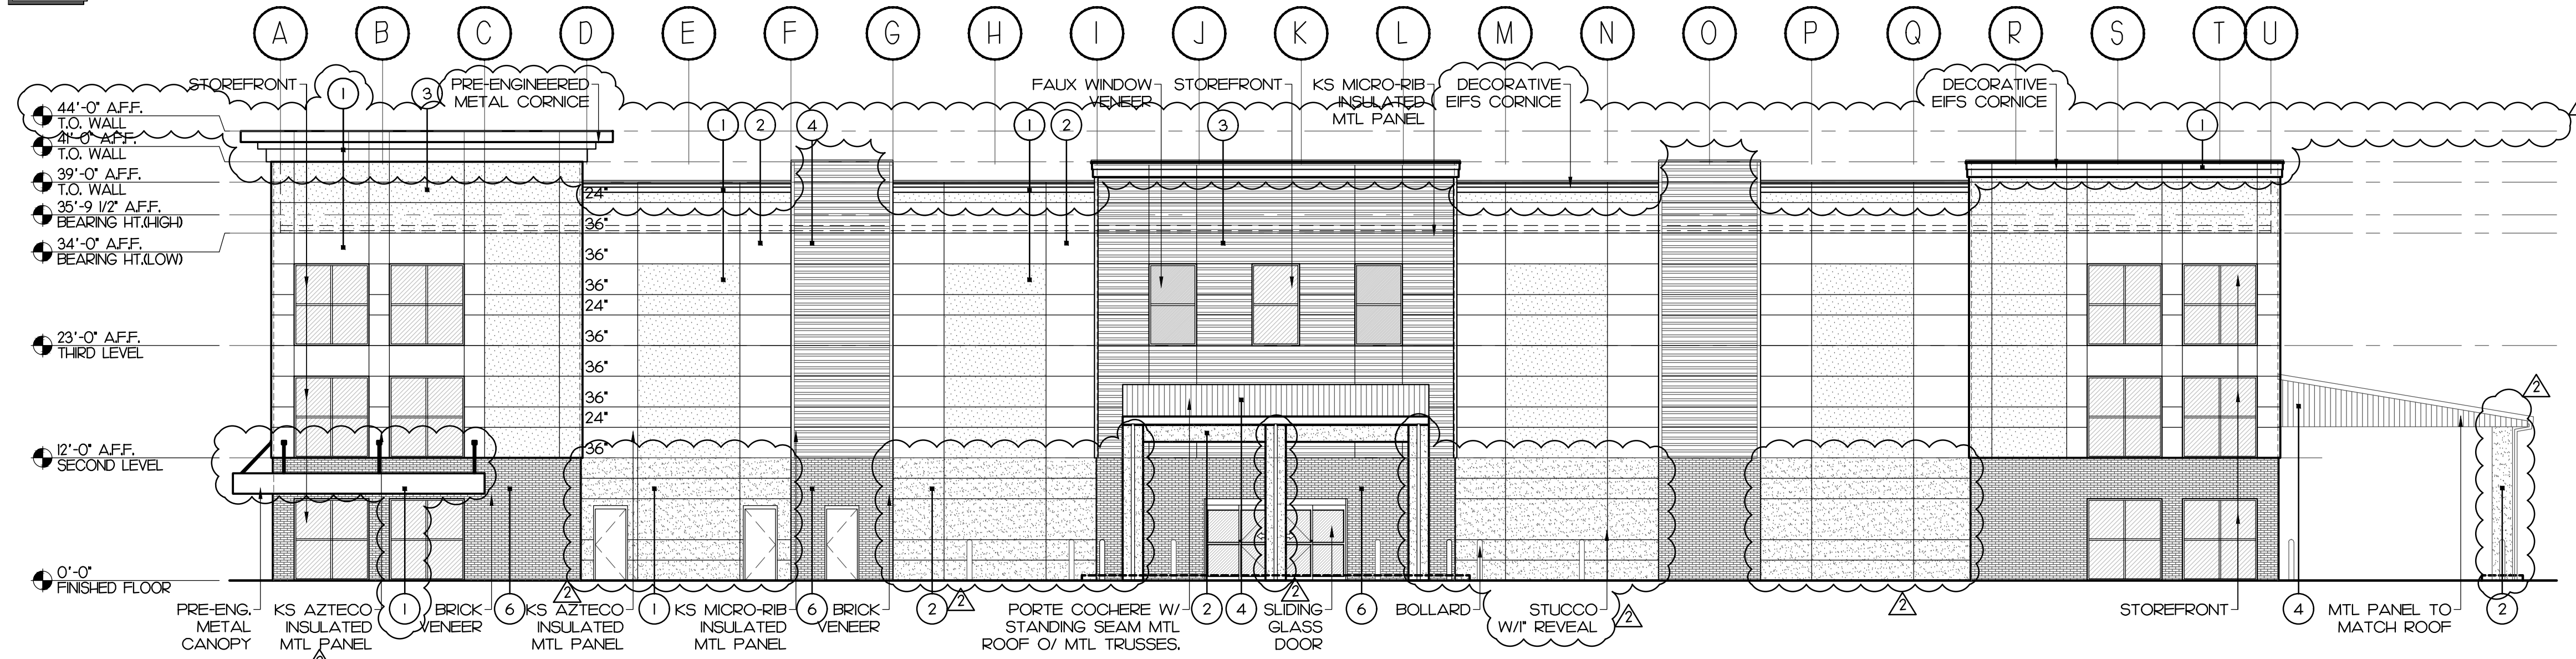 A B C D E F G H I J K L M N O P Q R S T U
STOREFRONT
1
3
PRE-ENGINEERED
METAL CORNICE
FAUX WINDOW
VENEER
STOREFRONT
KS MICRO-RIB
INSULATED
MTL PANEL
DECORATIVE
EIFS CORNICE
DECORATIVE
EIFS CORNICE
1 2 4
1 2
3
1
44'-0" A.F.F.
T.O. WALL
41'-0" A.F.F.
T.O. WALL
39'-0" A.F.F.
T.O. WALL
35'-9 1/2" A.F.F.
BEARING HT.(HIGH)
34'-0" A.F.F.
BEARING HT.(LOW)
23'-0" A.F.F.
THIRD LEVEL
12'-0" A.F.F.
SECOND LEVEL
0'-0"
FINISHED FLOOR
24"
36"
36"
36"
24"
36"
36"
36"
24"
36"
2
PRE-ENG.
METAL
CANOPY
KS AZTECO
INSULATED
MTL PANEL
2
1
BRICK
VENEER
6
KS AZTECO
INSULATED
MTL PANEL
2
1
KS MICRO-RIB
INSULATED
MTL PANEL
6
BRICK
VENEER
2
2
PORTE COCHERE W/
STANDING SEAM MTL
ROOF O/ MTL TRUSSES.
2
4
2
SLIDING
GLASS
DOOR
6
BOLLARD
STUCCO
W/1" REVEAL
2
2
STOREFRONT
4
MTL PANEL TO
MATCH ROOF
2